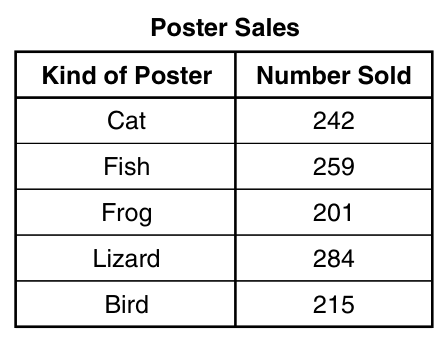 Poster Sales
Kind of Poster Number Sold
Cat 242
Fish 259
Frog 201
Lizard 284
Bird 215